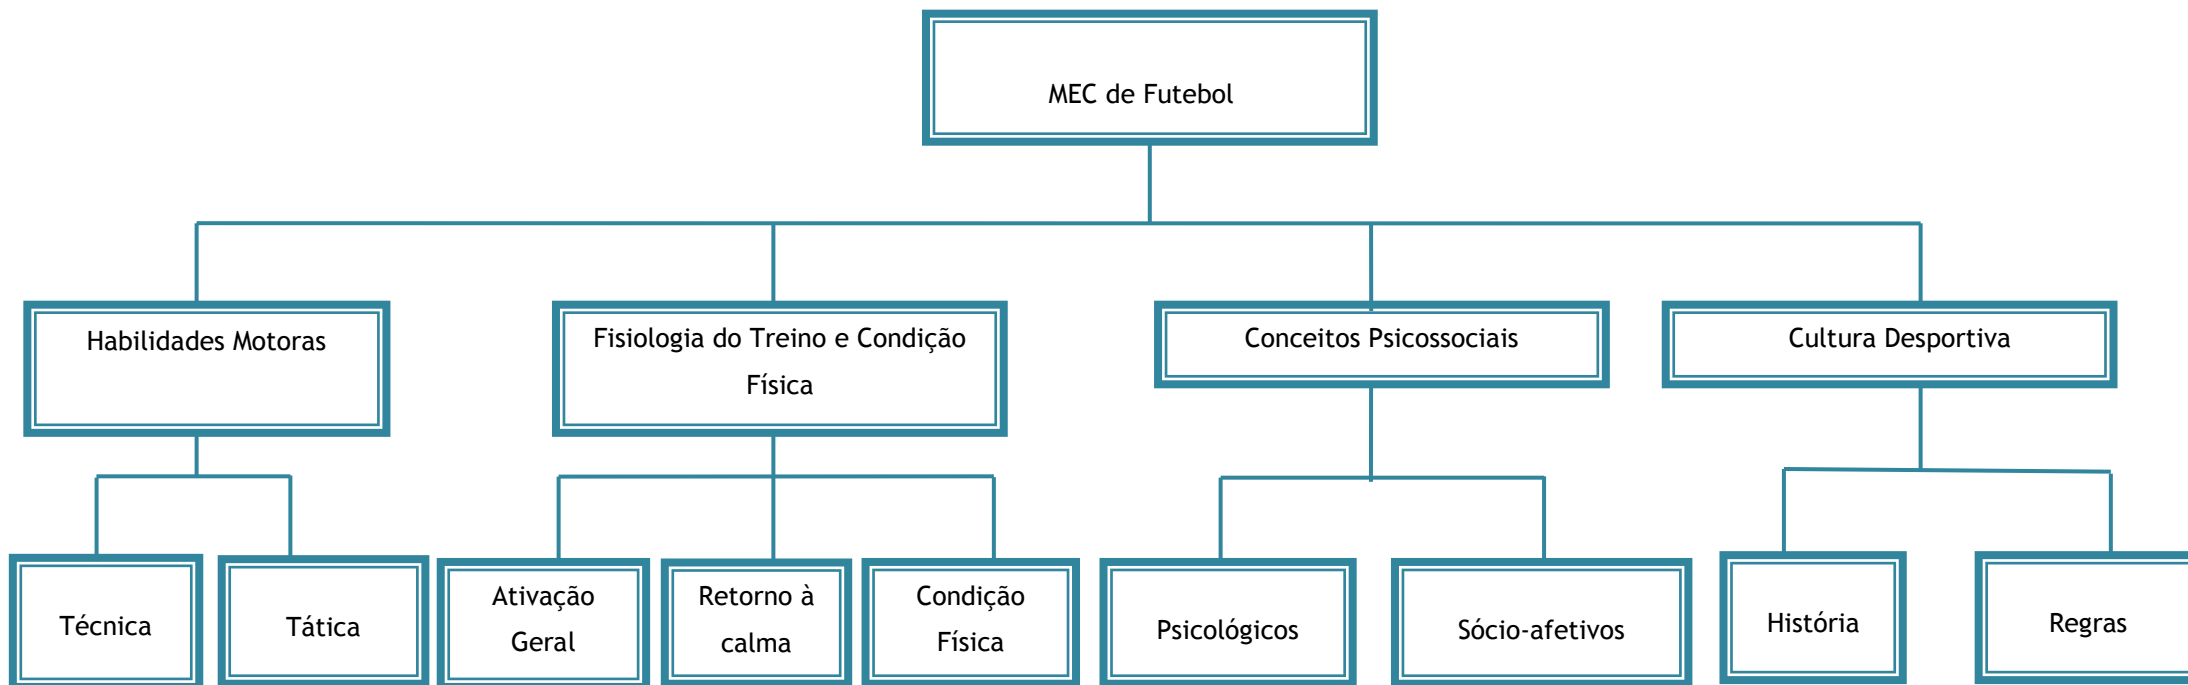 MEC de Futebol
Habilidades Motoras
Fisiologia do Treino e Condição
Física
Conceitos Psicossociais
Cultura Desportiva
Técnica
Tática
Ativação
Geral
Retorno à
calma
Condição
Física
Psicológicos
Sócio-afetivos
História
Regras